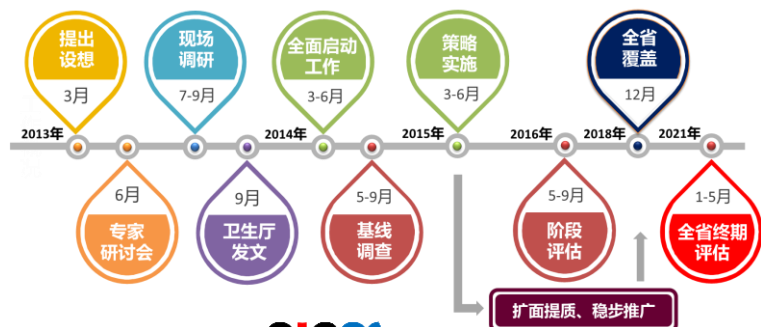 提出
设想
3月
现场
调研
7-9月
全面启动
工作
3-6月
策略
实施
3-6月
全省
覆盖
12月
2013年
2014年
2015年
2016年
2018年
2021年
6月
专家
研讨会
9月
卫生厅
发文
5-9月
基线
调查
5-9月
阶段
评估
1-5月
全省终期
评估
扩面提质、稳步推广